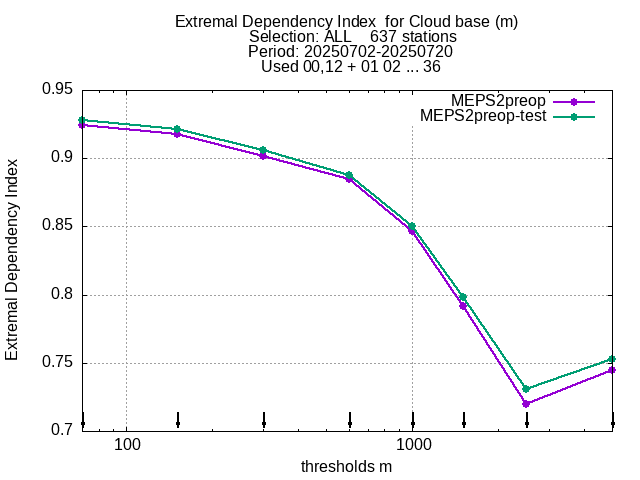 Extremal Dependency Index  for Cloud base (m)
Selection: ALL    637 stations
Period: 20250702-20250720
Used 00,12 + 01 02 ... 36
MEPS2preop
MEPS2preop-test
Extremal Dependency Index
0.95
0.9
0.85
0.8
0.75
0.7
100
1000
thresholds m